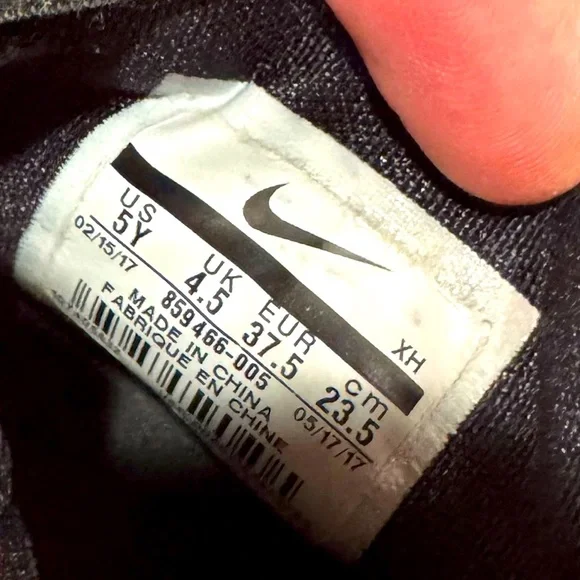 XH
US UK EUR cm
5Y 4.5 37.5 23.5
02/15/17 859466-005 05/17/17
MADE IN CHINA
FABRIQUE EN CHINE